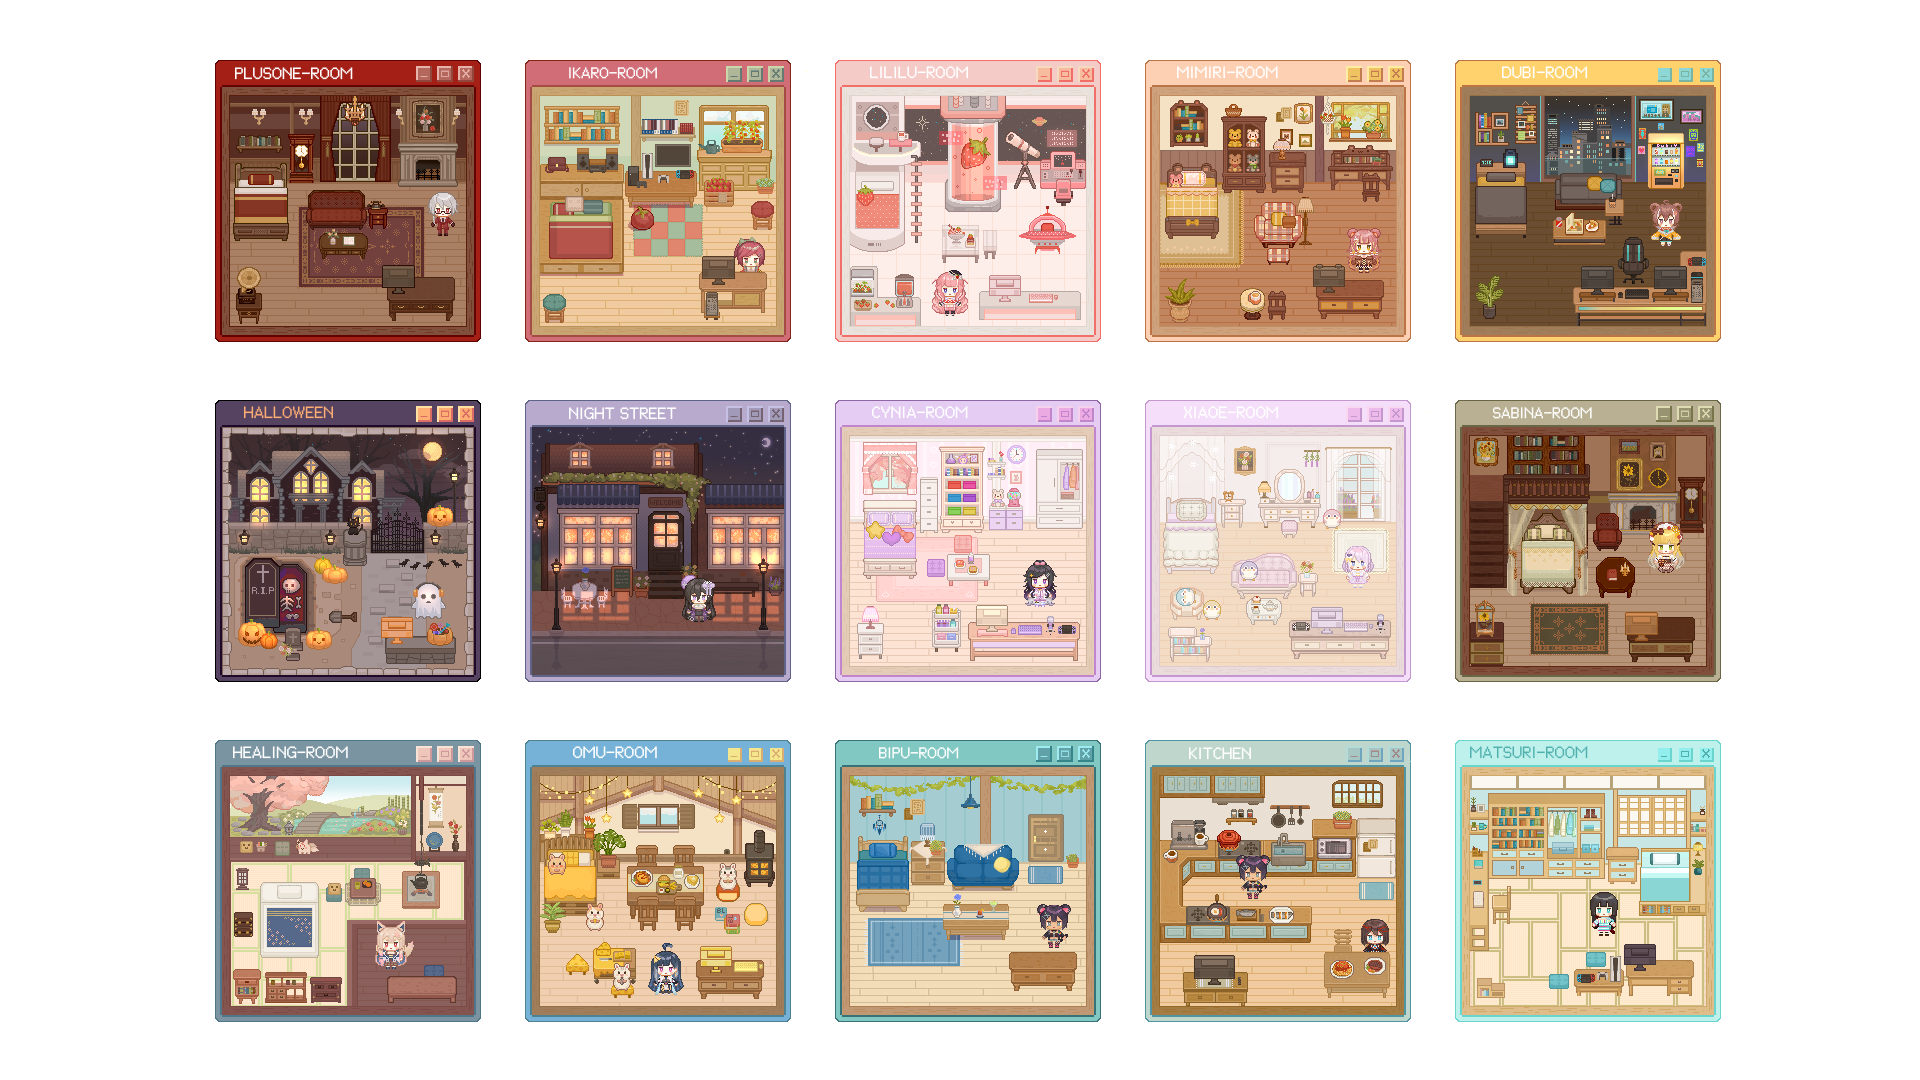 PLUSONE-ROOM
IKARO-ROOM
LILILU-ROOM
MIMIRI-ROOM
DUBI-ROOM
HALLOWEEN
R.I.P
NIGHT STREET
CYNIA-ROOM
XIAOE-ROOM
SABINA-ROOM
HEALING-ROOM
OMU-ROOM
BIPU-ROOM
KITCHEN
MATSURI-ROOM